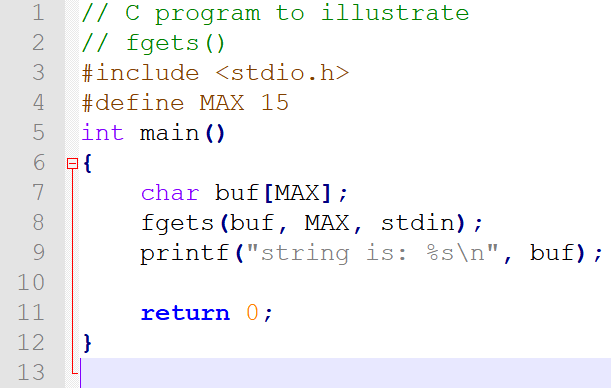 1 // C program to illustrate
2 // fgets()
3 #include <stdio.h>
4 #define MAX 15
5 int main()
6 {
7     char buf[MAX];
8     fgets(buf, MAX, stdin);
9     printf("string is: %s\n", buf);
10
11     return 0;
12 }
13